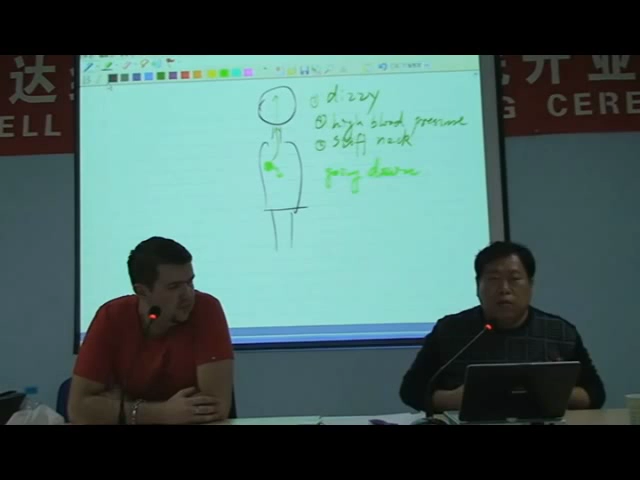 达 开业
ELL G CERE
① dizzy
② high blood pressure
③ stiff neck
going down